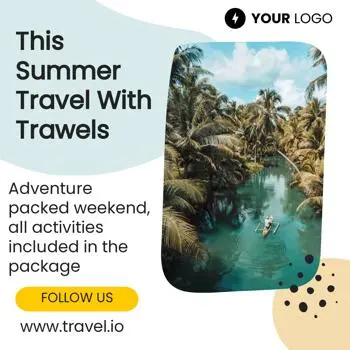 YOUR LOGO
This
Summer
Travel With
Trawels
Adventure
packed weekend,
all activities
included in the
package
FOLLOW US
www.travel.io